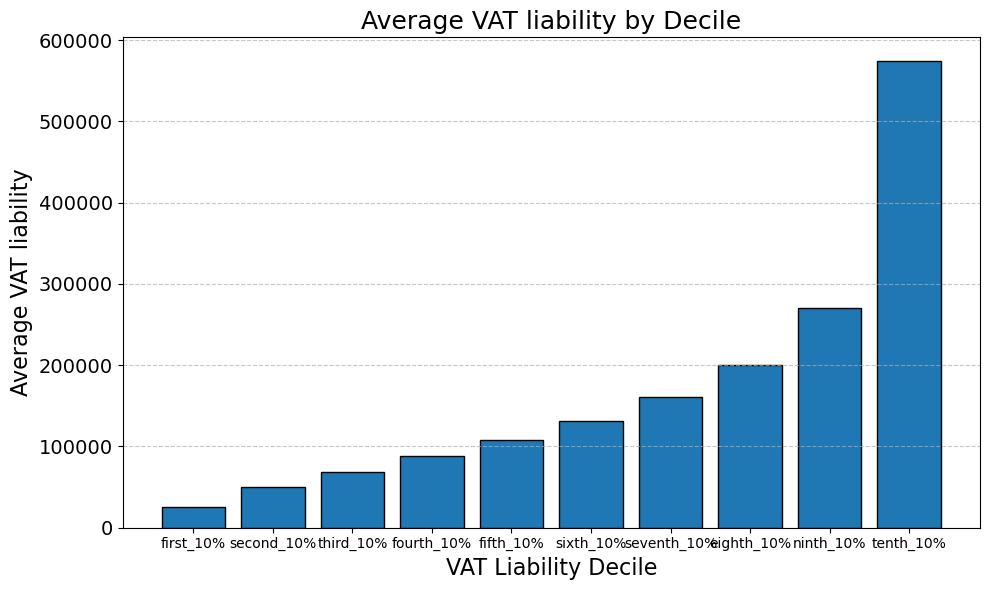 Average VAT liability by Decile
600000
500000
400000
300000
200000
100000
0
Average VAT liability
first_10% second_10% third_10% fourth_10% fifth_10% sixth_10% seventh_10% eighth_10% ninth_10% tenth_10%
VAT Liability Decile